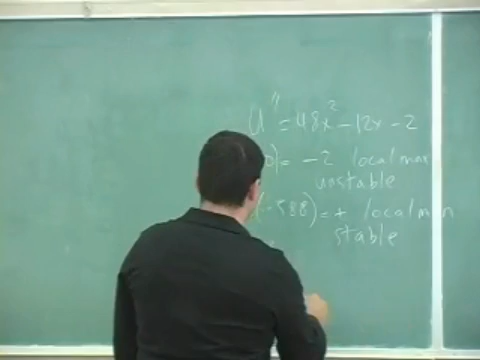 U'' = 48x² - 12x - 2
0) = -2 local max
unstable
(-.588) = + local min
stable